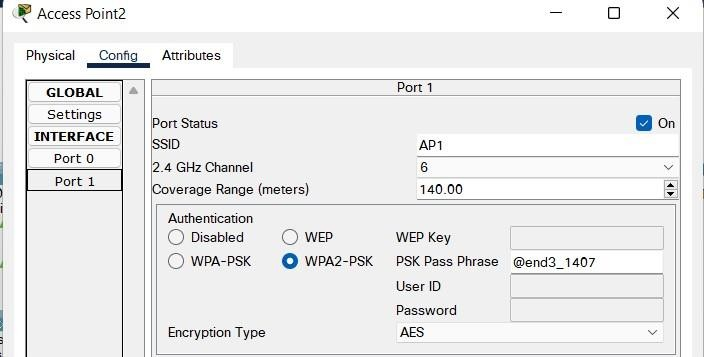 Access Point2
Physical Config Attributes
GLOBAL
Settings
INTERFACE
Port 0
Port 1
Port 1
Port Status On
SSID AP1
2.4 GHz Channel 6
Coverage Range (meters) 140.00
Authentication
Disabled WEP WEP Key
WPA-PSK WPA2-PSK PSK Pass Phrase @end3_1407
User ID
Password
Encryption Type AES